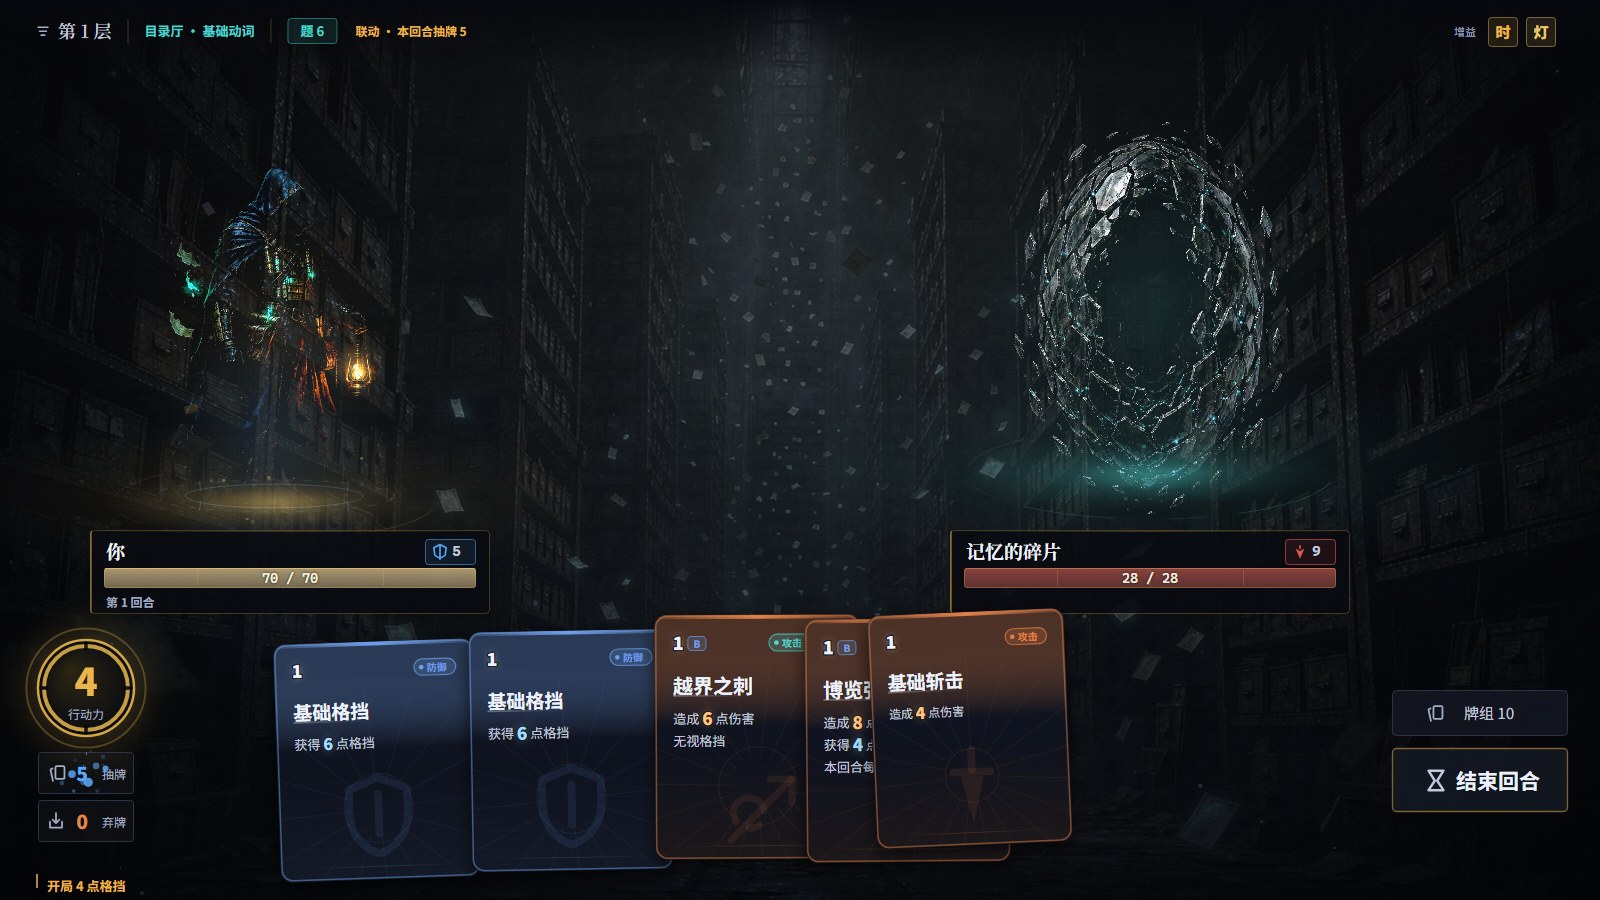 第 1 层
目录厅 · 基础动词
题 6
联动 · 本回合抽牌 5
增益
时
灯
你
5
70 / 70
第 1 回合
记忆的碎片
9
28 / 28
4
行动力
5 抽牌
0 弃牌
开局 4 点格挡
1
防御
基础格挡
获得 6 点格挡
1
防御
基础格挡
获得 6 点格挡
1 B
攻击
越界之刺
造成 6 点伤害
无视格挡
1 B
博览
造成 8
获得 4
本回合每
1
攻击
基础斩击
造成 4 点伤害
牌组 10
结束回合